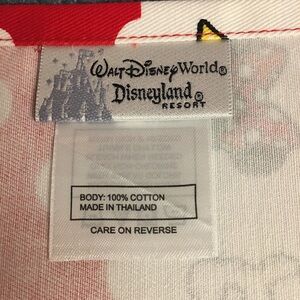 Walt Disney World®
Disneyland®
RESORT
BODY: 100% COTTON
MADE IN THAILAND
CARE ON REVERSE